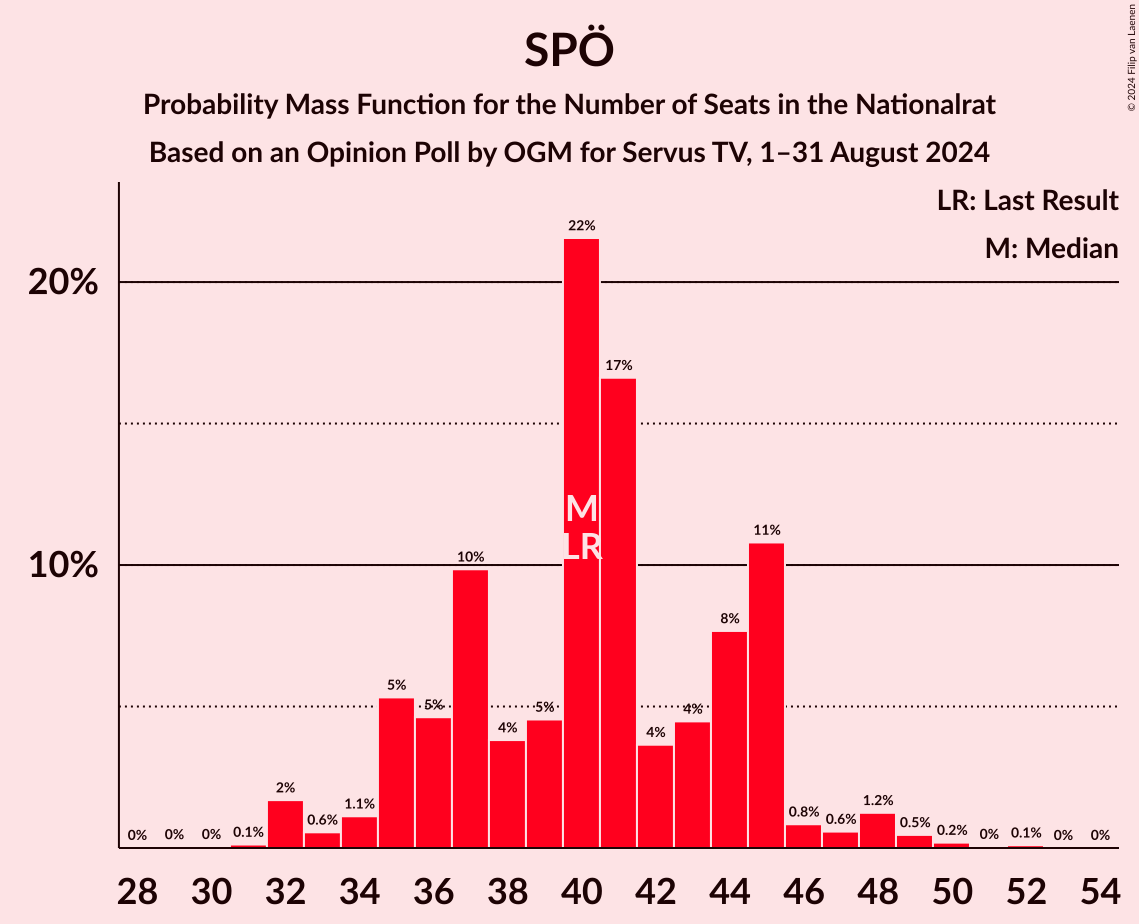 SPÖ
Probability Mass Function for the Number of Seats in the Nationalrat
Based on an Opinion Poll by OGM for Servus TV, 1–31 August 2024
© 2024 Filip van Laenen
LR: Last Result
M: Median
20%
10%
0% 0% 0% 0.1% 2% 0.6% 1.1% 5% 5% 10% 4% 5% 22% 17% 4% 4% 8% 11% 0.8% 0.6% 1.2% 0.5% 0.2% 0% 0.1% 0% 0%
M
LR
28 30 32 34 36 38 40 42 44 46 48 50 52 54